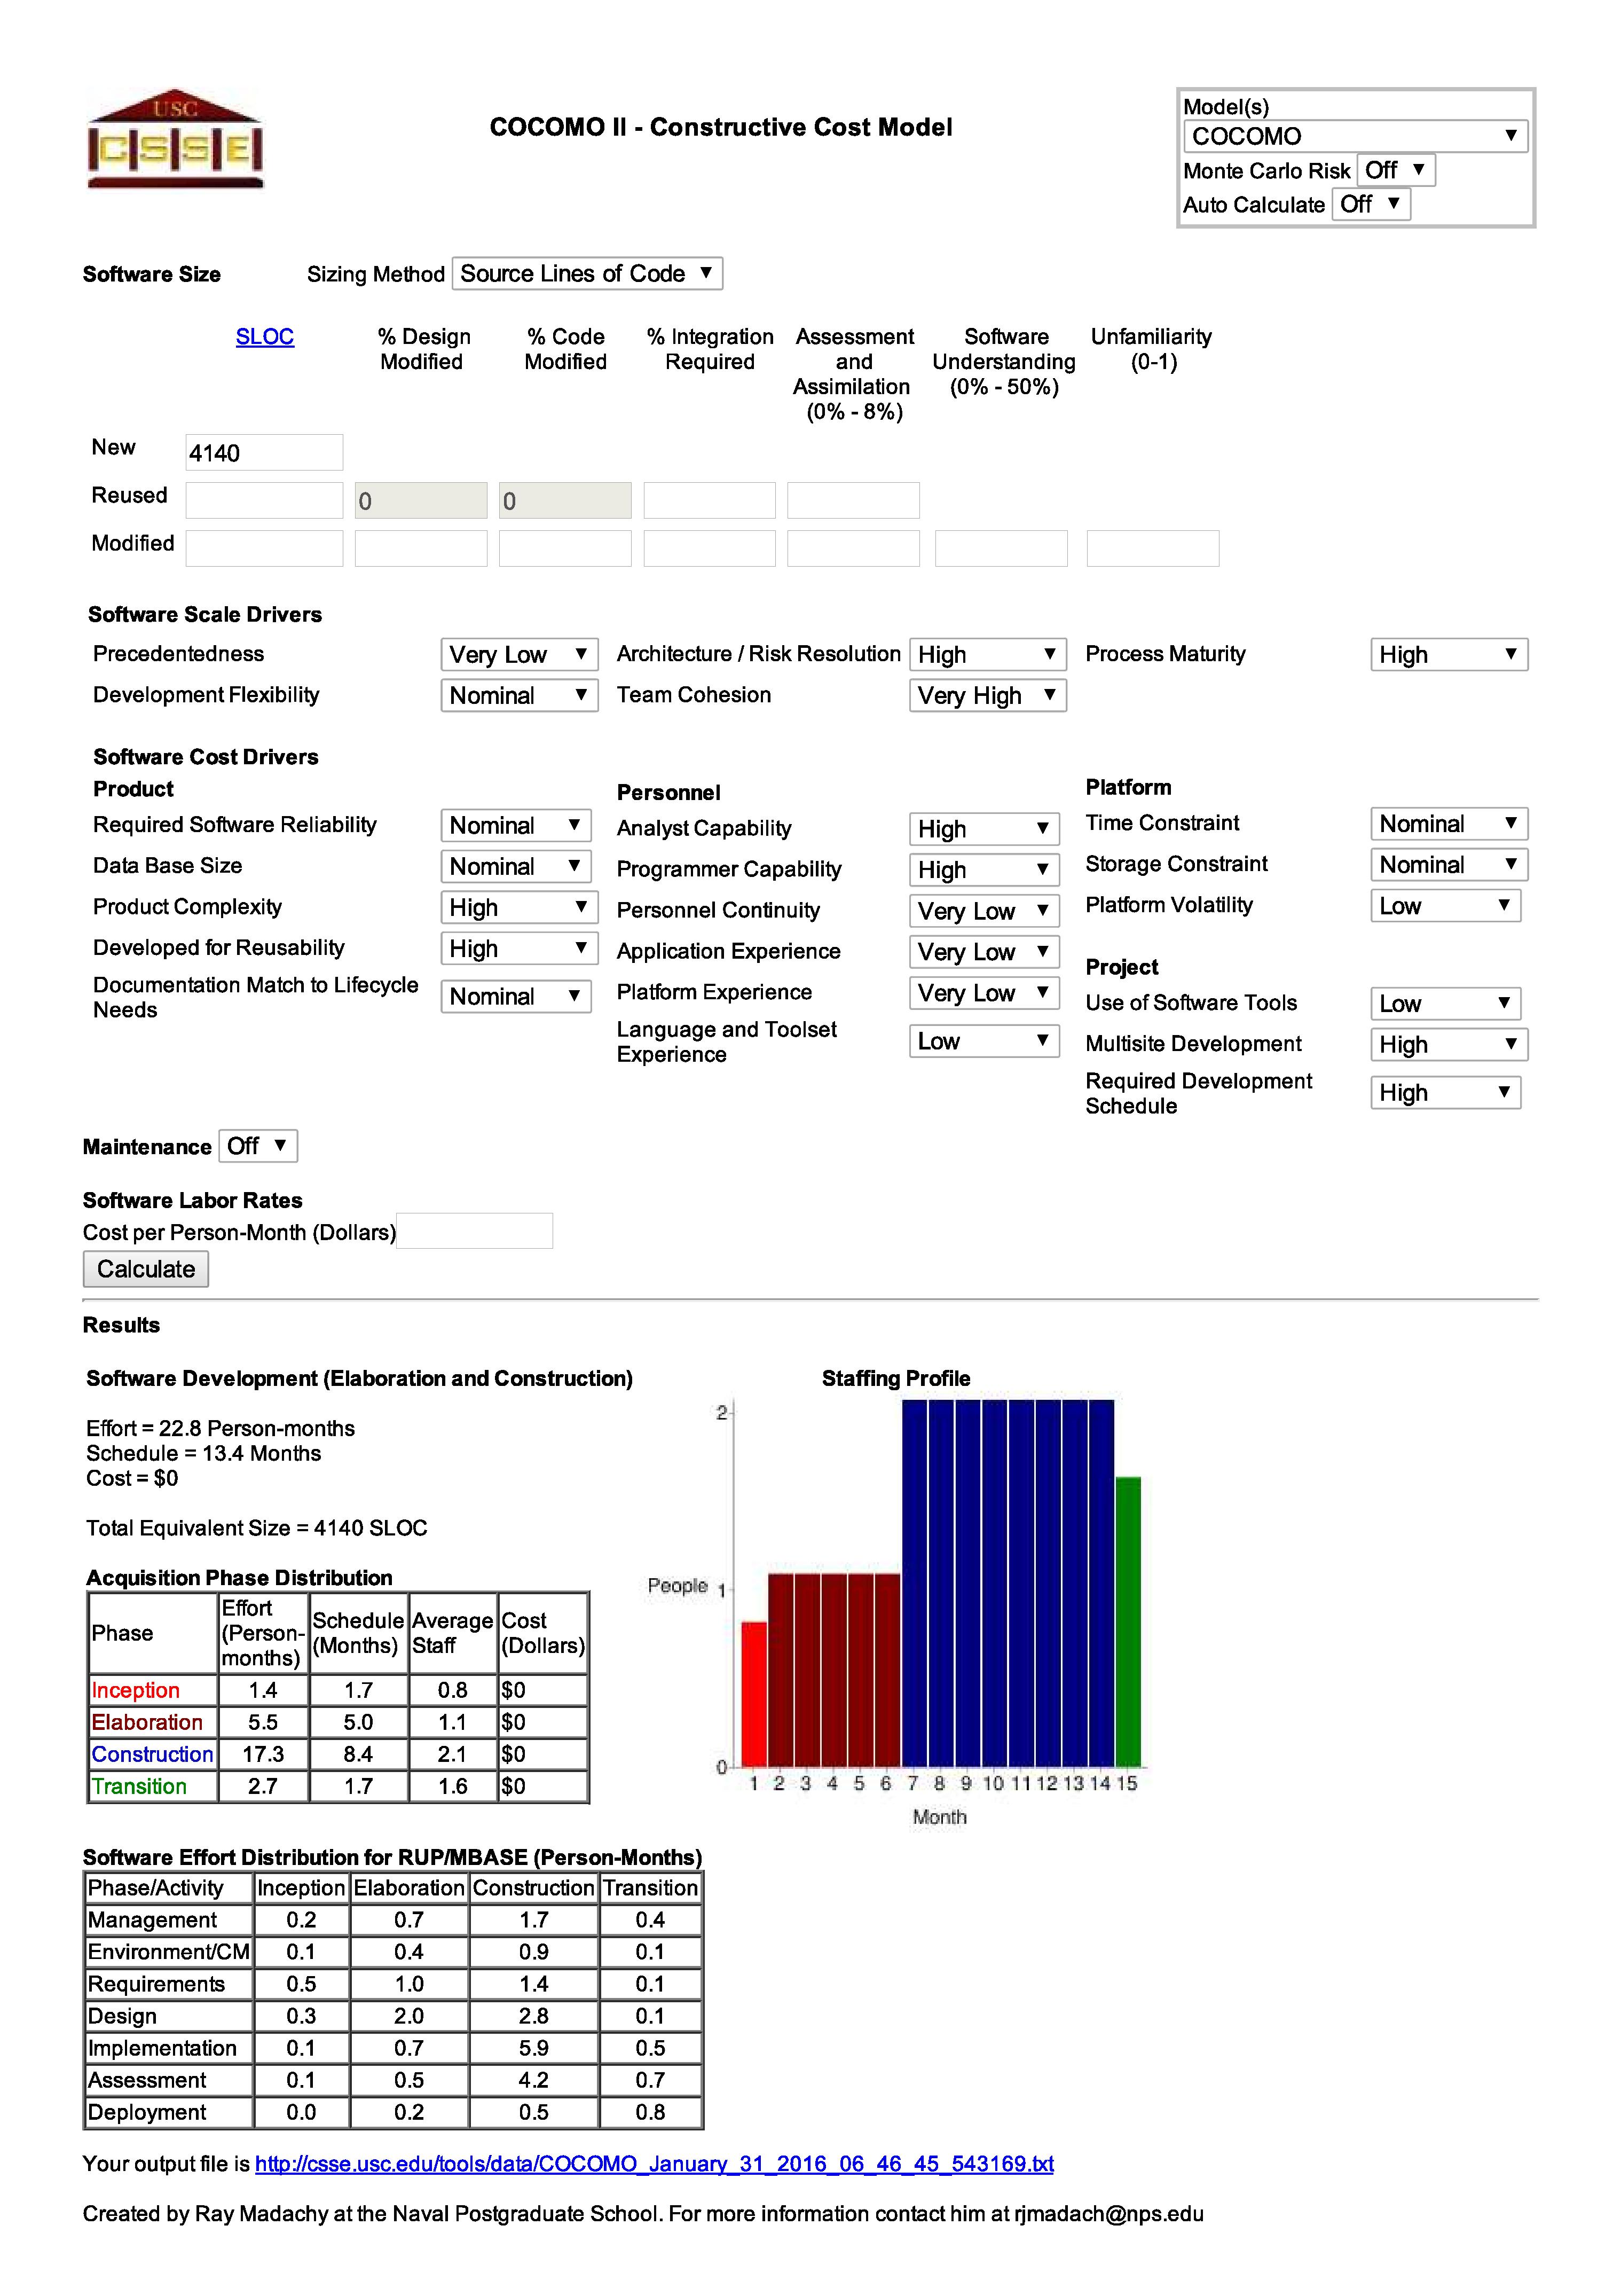 USC
CSSE
COCOMO II - Constructive Cost Model
Model(s)
COCOMO
Monte Carlo Risk Off
Auto Calculate Off
Software Size Sizing Method Source Lines of Code
SLOC % Design Modified % Code Modified % Integration Required Assessment and Assimilation (0% - 8%) Software Understanding (0% - 50%) Unfamiliarity (0-1)
New 4140
Reused 0 0
Modified
Software Scale Drivers
Precedentedness Very Low Architecture / Risk Resolution High Process Maturity High
Development Flexibility Nominal Team Cohesion Very High
Software Cost Drivers
Product
Required Software Reliability Nominal
Data Base Size Nominal
Product Complexity High
Developed for Reusability High
Documentation Match to Lifecycle
Needs Nominal
Personnel
Analyst Capability High
Programmer Capability High
Personnel Continuity Very Low
Application Experience Very Low
Platform Experience Very Low
Language and Toolset
Experience Low
Platform
Time Constraint Nominal
Storage Constraint Nominal
Platform Volatility Low
Project
Use of Software Tools Low
Multisite Development High
Required Development
Schedule High
Maintenance Off
Software Labor Rates
Cost per Person-Month (Dollars)
Calculate
Results
Software Development (Elaboration and Construction)
Effort = 22.8 Person-months
Schedule = 13.4 Months
Cost = $0
Total Equivalent Size = 4140 SLOC
Acquisition Phase Distribution
Phase Effort (Person-months) Schedule (Months) Average Staff Cost (Dollars)
Inception 1.4 1.7 0.8 $0
Elaboration 5.5 5.0 1.1 $0
Construction 17.3 8.4 2.1 $0
Transition 2.7 1.7 1.6 $0
Staffing Profile
2
People 1
0
1 2 3 4 5 6 7 8 9 10 11 12 13 14 15
Month
Software Effort Distribution for RUP/MBASE (Person-Months)
Phase/Activity Inception Elaboration Construction Transition
Management 0.2 0.7 1.7 0.4
Environment/CM 0.1 0.4 0.9 0.1
Requirements 0.5 1.0 1.4 0.1
Design 0.3 2.0 2.8 0.1
Implementation 0.1 0.7 5.9 0.5
Assessment 0.1 0.5 4.2 0.7
Deployment 0.0 0.2 0.5 0.8
Your output file is http://csse.usc.edu/tools/data/COCOMO_January_31_2016_06_46_45_543169.txt
Created by Ray Madachy at the Naval Postgraduate School. For more information contact him at rjmadach@nps.edu